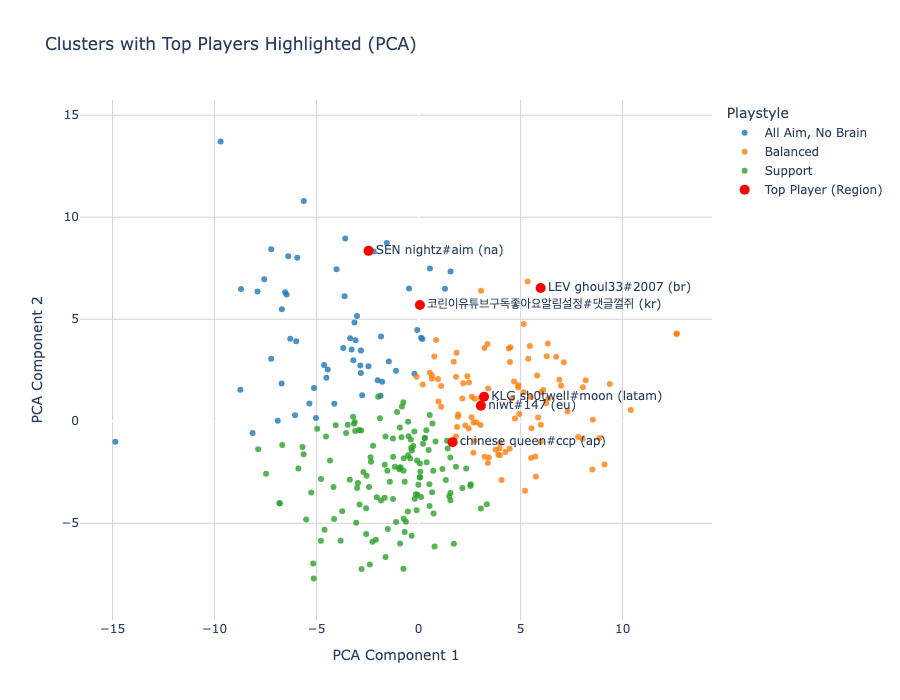 Clusters with Top Players Highlighted (PCA)
Playstyle
All Aim, No Brain
Balanced
Support
Top Player (Region)
SEN nightz#aim (na)
LEV ghoul33#2007 (br)
코린이유튜브구독좋아요알림설정#댓글껄쥐 (kr)
KLG sh0twell#moon (latam)
niwt#147 (eu)
chinese queen#ccp (ap)
15
10
5
0
−5
−15
−10
−5
0
5
10
PCA Component 1
PCA Component 2